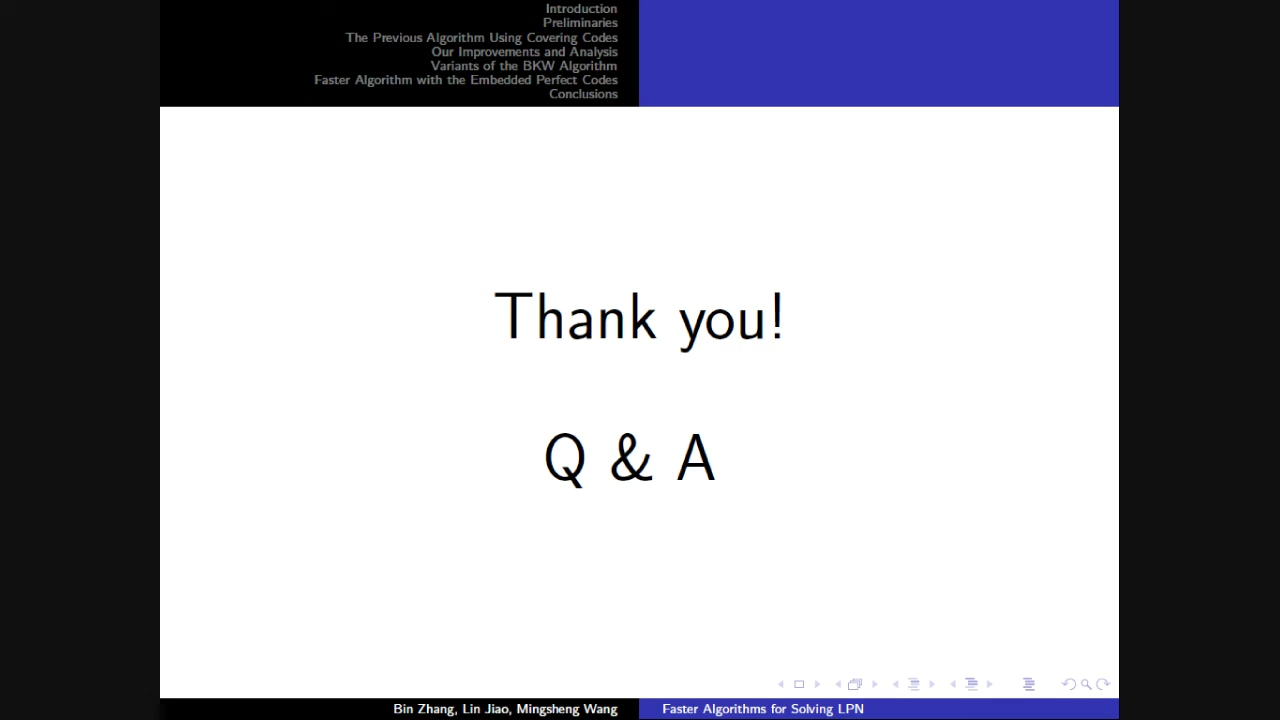 Introduction
Preliminaries
The Previous Algorithm Using Covering Codes
Our Improvements and Analysis
Variants of the BKW Algorithm
Faster Algorithm with the Embedded Perfect Codes
Conclusions
Thank you!
Q & A
Bin Zhang, Lin Jiao, Mingsheng Wang
Faster Algorithms for Solving LPN